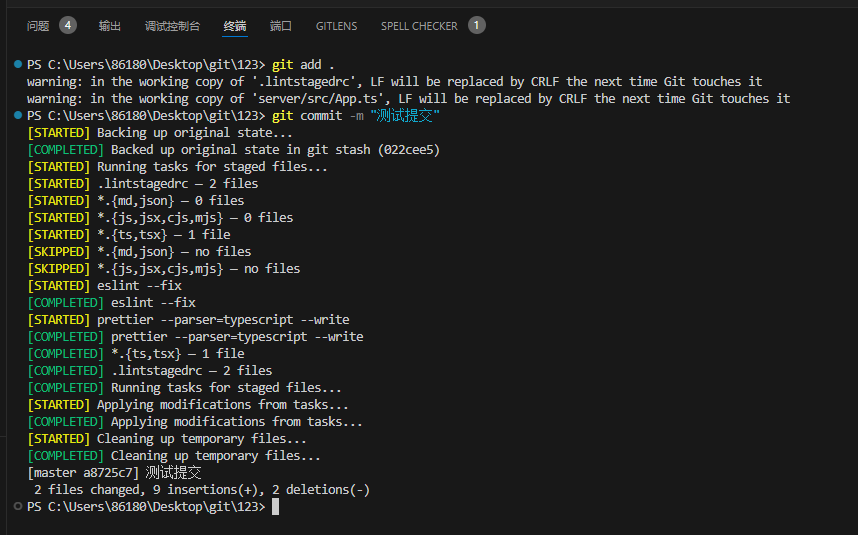 问题 4 输出 调试控制台 终端 端口 GITLENS SPELL CHECKER 1
PS C:\Users\86180\Desktop\git\123> git add .
warning: in the working copy of '.lintstagedrc', LF will be replaced by CRLF the next time Git touches it
warning: in the working copy of 'server/src/App.ts', LF will be replaced by CRLF the next time Git touches it
PS C:\Users\86180\Desktop\git\123> git commit -m "测试提交"
[STARTED] Backing up original state...
[COMPLETED] Backed up original state in git stash (022cee5)
[STARTED] Running tasks for staged files...
[STARTED] .lintstagedrc — 2 files
[STARTED] *.{md,json} — 0 files
[STARTED] *.{js,jsx,cjs,mjs} — 0 files
[STARTED] *.{ts,tsx} — 1 file
[SKIPPED] *.{md,json} — no files
[SKIPPED] *.{js,jsx,cjs,mjs} — no files
[STARTED] eslint --fix
[COMPLETED] eslint --fix
[STARTED] prettier --parser=typescript --write
[COMPLETED] prettier --parser=typescript --write
[COMPLETED] *.{ts,tsx} — 1 file
[COMPLETED] .lintstagedrc — 2 files
[COMPLETED] Running tasks for staged files...
[STARTED] Applying modifications from tasks...
[COMPLETED] Applying modifications from tasks...
[STARTED] Cleaning up temporary files...
[COMPLETED] Cleaning up temporary files...
[master a8725c7] 测试提交
2 files changed, 9 insertions(+), 2 deletions(-)
PS C:\Users\86180\Desktop\git\123>